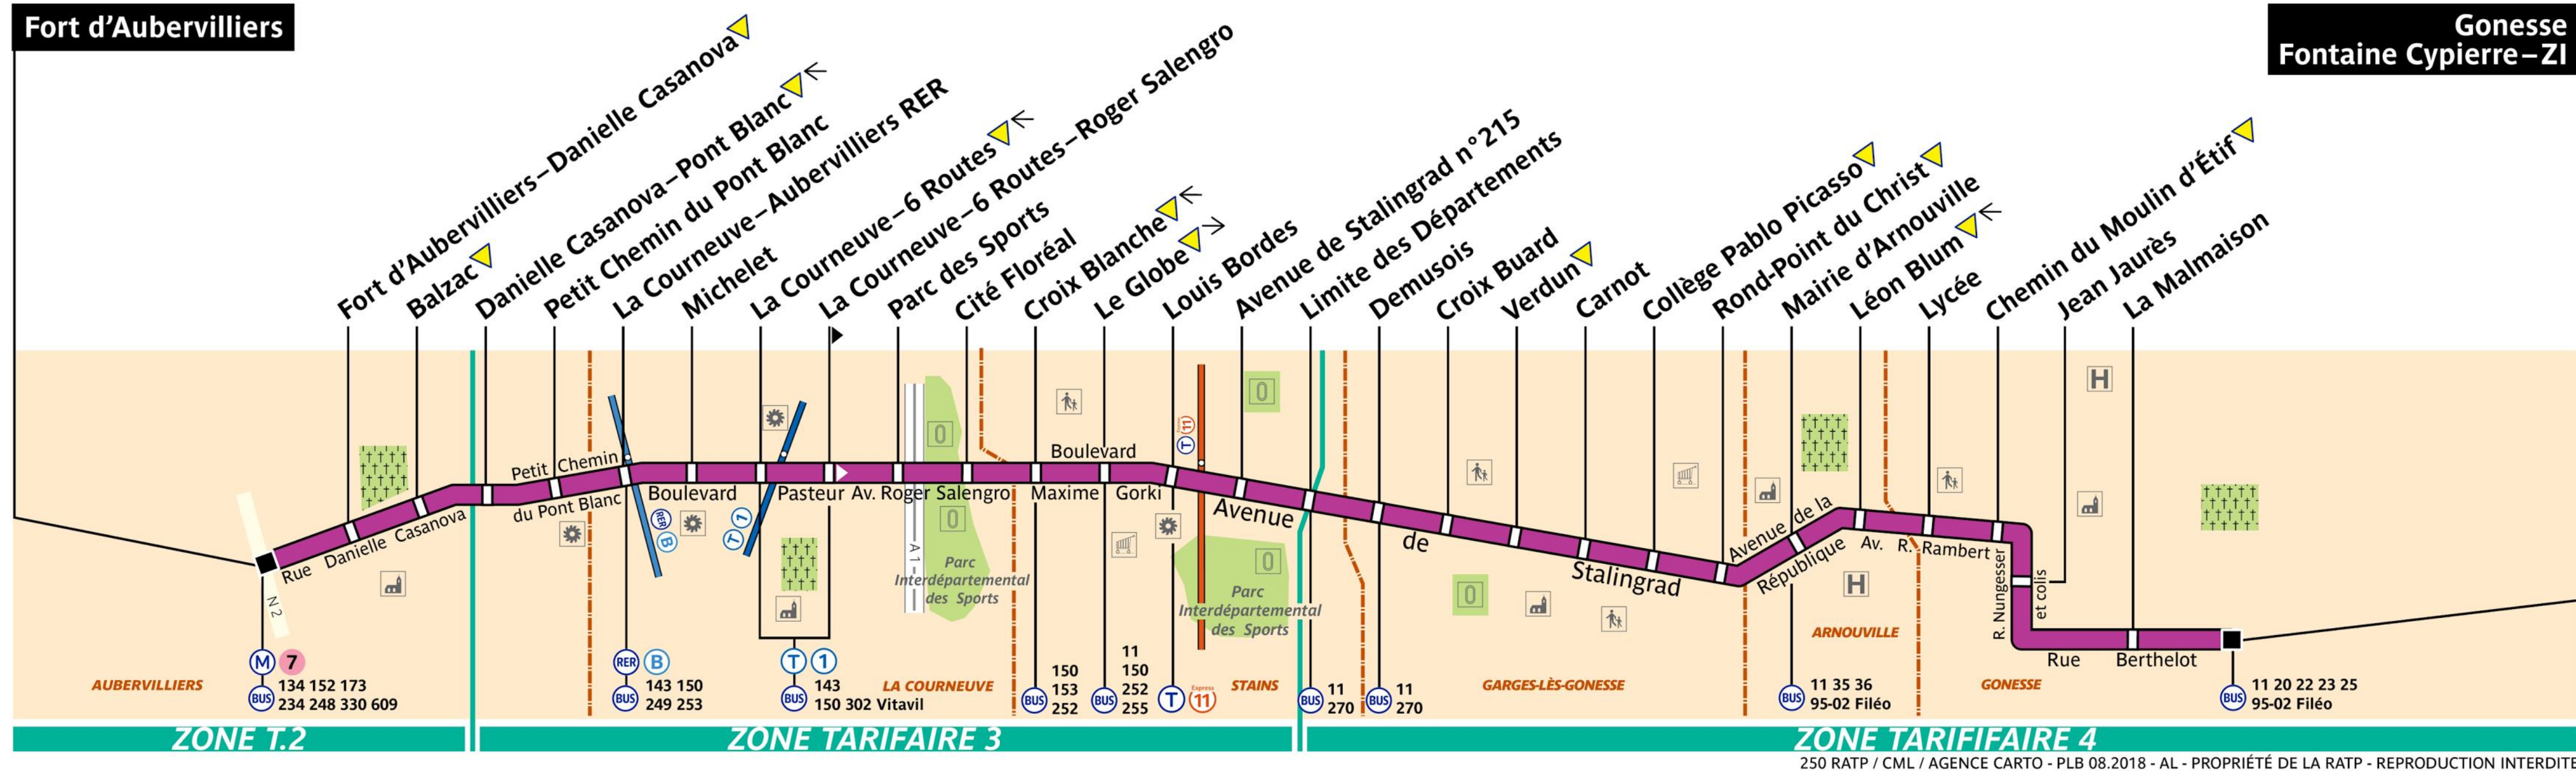 Fort d’Aubervilliers
Gonesse
Fontaine Cypierre–ZI
Fort d’Aubervilliers–Danielle Casanova
Balzac
Danielle Casanova–Pont Blanc
Petit Chemin du Pont Blanc
La Courneuve–Aubervilliers RER
Michelet
La Courneuve–6 Routes
La Courneuve–6 Routes–Roger Salengro
Parc des Sports
Cité Floréal
Croix Blanche
Le Globe
Louis Bordes
Avenue de Stalingrad n°215
Limite des Départements
Demusois
Croix Buard
Verdun
Carnot
Collège Pablo Picasso
Rond-Point du Christ
Mairie d’Arnouville
Léon Blum
Lycée
Chemin du Moulin d’Étif
Jean Jaurès
La Malmaison
N 2
Rue Danielle Casanova
Petit Chemin
du Pont Blanc
RER B
Boulevard Pasteur
T 1
Av. Roger Salengro
A 1
Parc
Interdépartemental
des Sports
Boulevard
Maxime Gorki
T Express 11
Parc
Interdépartemental
des Sports
Avenue
de
Stalingrad
Avenue de la
République
Av. R. Rambert
R. Nungesser
et colis
Rue Berthelot
H
H
M 7
BUS 134 152 173
234 248 330 609
RER B
BUS 143 150
249 253
T 1
BUS 143
150 302 Vitavil
BUS 150
153
252
BUS 11
150
252
255
T Express 11
BUS 11
270
BUS 11
270
BUS 11 35 36
95-02 Filéo
BUS 11 20 22 23 25
95-02 Filéo
AUBERVILLIERS
LA COURNEUVE
STAINS
GARGES-LÈS-GONESSE
ARNOUVILLE
GONESSE
ZONE T.2
ZONE TARIFAIRE 3
ZONE TARIFIFAIRE 4
250 RATP / CML / AGENCE CARTO - PLB 08.2018 - AL - PROPRIÉTÉ DE LA RATP - REPRODUCTION INTERDIT